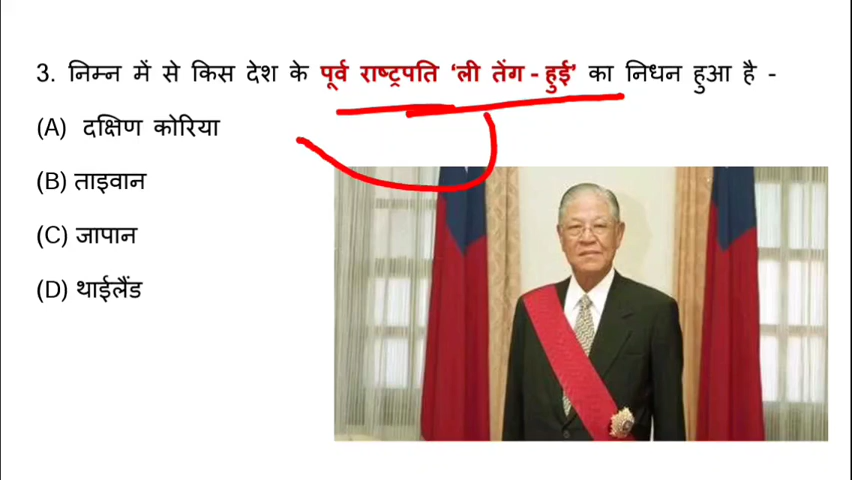 3. निम्न में से किस देश के पूर्व राष्ट्रपति ‘ली तेंग - हुई’ का निधन हुआ है -
(A) दक्षिण कोरिया
(B) ताइवान
(C) जापान
(D) थाईलैंड